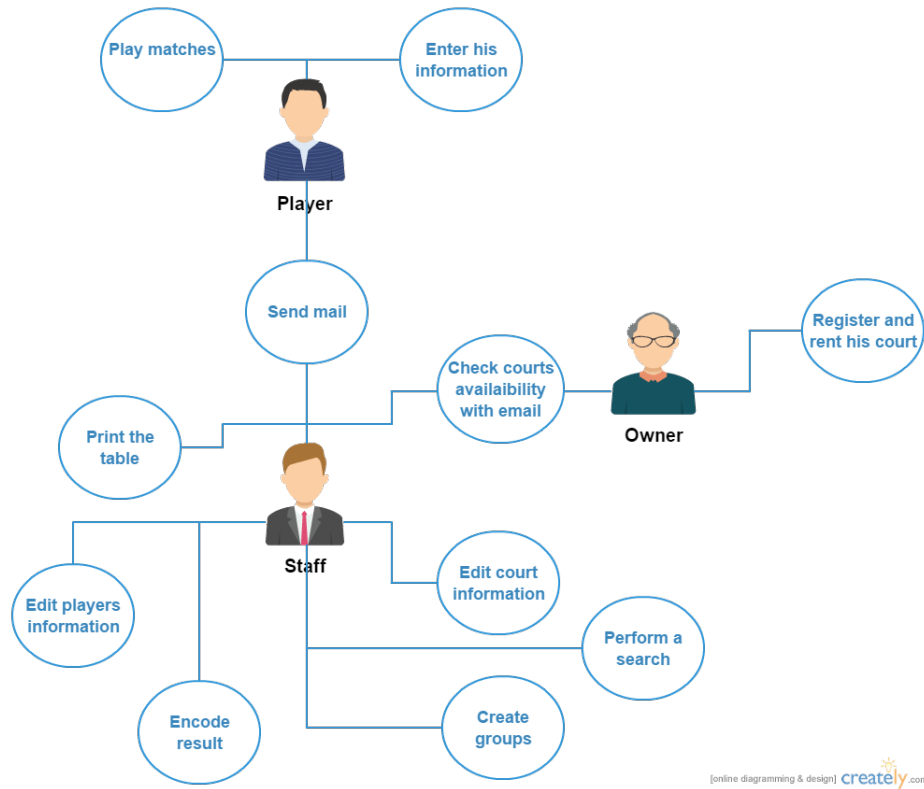 Play matches
Enter his
information
Player
Send mail
Register and
rent his court
Check courts
availaibility
with email
Owner
Print the
table
Staff
Edit players
information
Edit court
information
Perform a
search
Encode
result
Create
groups
[online diagramming & design] creately.com